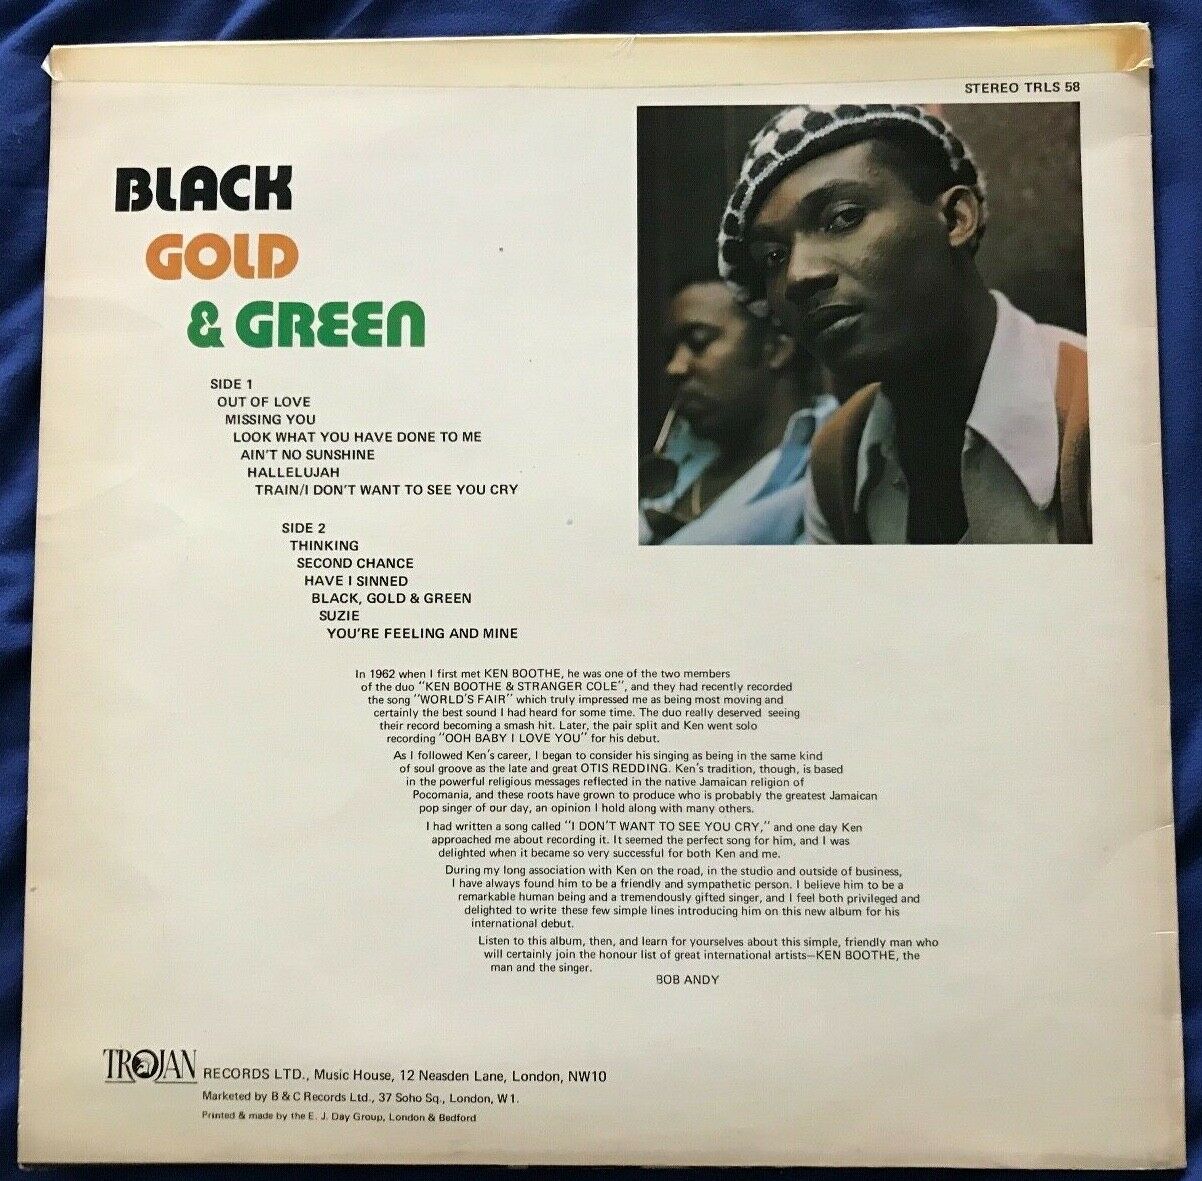 STEREO TRLS 58
BLACK
GOLD
& GREEN
SIDE 1
OUT OF LOVE
MISSING YOU
LOOK WHAT YOU HAVE DONE TO ME
AIN'T NO SUNSHINE
HALLELUJAH
TRAIN/I DON'T WANT TO SEE YOU CRY
SIDE 2
THINKING
SECOND CHANCE
HAVE I SINNED
BLACK, GOLD & GREEN
SUZIE
YOU'RE FEELING AND MINE
In 1962 when I first met KEN BOOTHE, he was one of the two members
of the duo "KEN BOOTHE & STRANGER COLE", and they had recently recorded
the song "WORLD'S FAIR" which truly impressed me as being most moving and
certainly the best sound I had heard for some time. The duo really deserved seeing
their record becoming a smash hit. Later, the pair split and Ken went solo
recording "OOH BABY I LOVE YOU" for his debut.
As I followed Ken's career, I began to consider his singing as being in the same kind
of soul groove as the late and great OTIS REDDING. Ken's tradition, though, is based
in the powerful religious messages reflected in the native Jamaican religion of
Pocomania, and these roots have grown to produce who is probably the greatest Jamaican
pop singer of our day, an opinion I hold along with many others.
I had written a song called "I DON'T WANT TO SEE YOU CRY," and one day Ken
approached me about recording it. It seemed the perfect song for him, and I was
delighted when it became so very successful for both Ken and me.
During my long association with Ken on the road, in the studio and outside of business,
I have always found him to be a friendly and sympathetic person. I believe him to be a
remarkable human being and a tremendously gifted singer, and I feel both privileged and
delighted to write these few simple lines introducing him on this new album for his
international debut.
Listen to this album, then, and learn for yourselves about this simple, friendly man who
will certainly join the honour list of great international artists—KEN BOOTHE, the
man and the singer.
BOB ANDY
TROJAN RECORDS LTD., Music House, 12 Neasden Lane, London, NW10
Marketed by B & C Records Ltd., 37 Soho Sq., London, W1.
Printed & made by the E. J. Day Group, London & Bedford